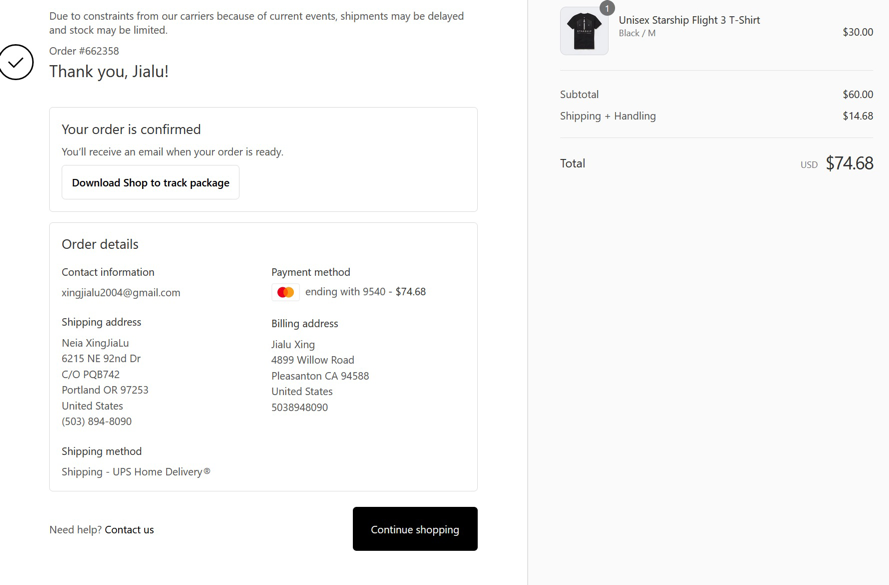 Due to constraints from our carriers because of current events, shipments may be delayed
and stock may be limited.
Order #662358
Thank you, Jialu!
Your order is confirmed
You'll receive an email when your order is ready.
Download Shop to track package
Order details
Contact information
xingjialu2004@gmail.com
Shipping address
Neia XingJiaLu
6215 NE 92nd Dr
C/O PQB742
Portland OR 97253
United States
(503) 894-8090
Shipping method
Shipping - UPS Home Delivery®
Payment method
ending with 9540 - $74.68
Billing address
Jialu Xing
4899 Willow Road
Pleasanton CA 94588
United States
5038948090
Need help? Contact us
Continue shopping
1
Unisex Starship Flight 3 T-Shirt
Black / M
$30.00
Subtotal
$60.00
Shipping + Handling
$14.68
Total
USD $74.68